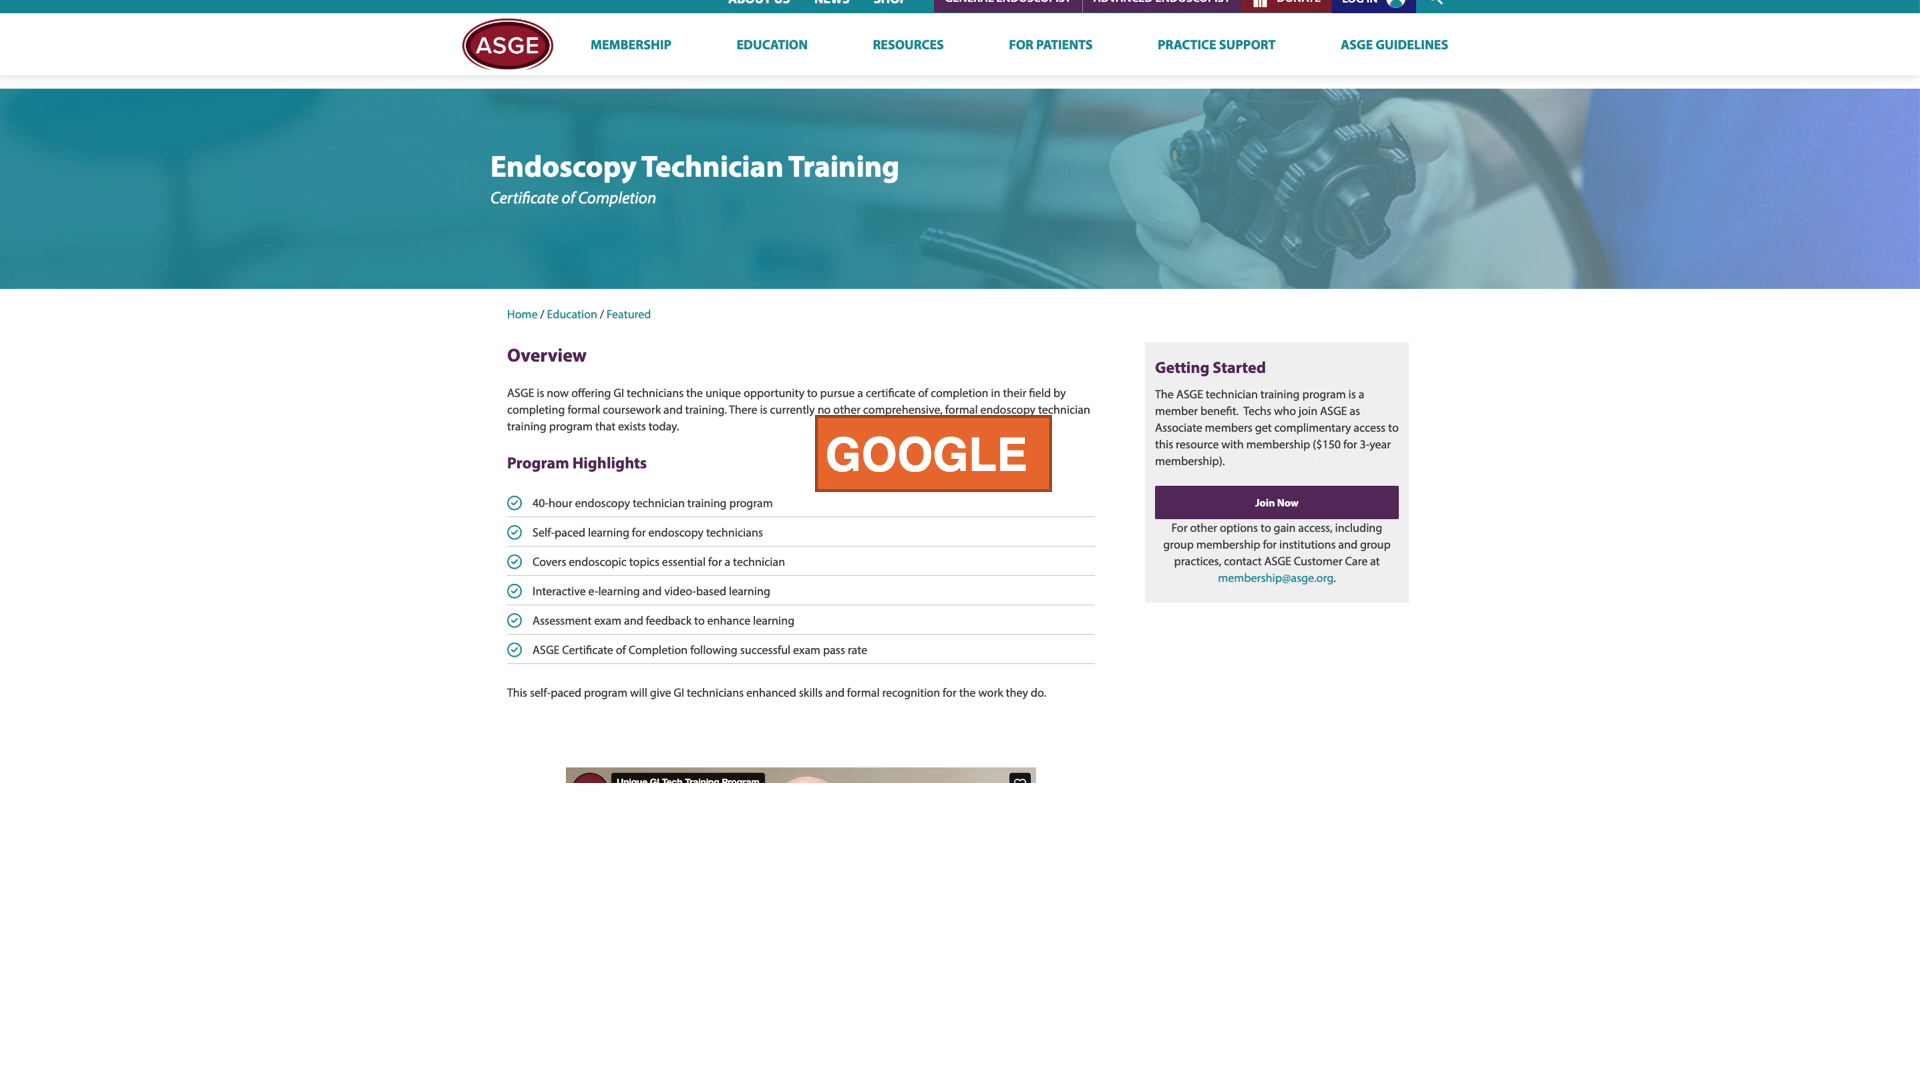 ABOUT US NEWS SHOP GENERAL ENDOSCOPIST ADVANCED ENDOSCOPIST DONATE LOG IN
ASGE MEMBERSHIP EDUCATION RESOURCES FOR PATIENTS PRACTICE SUPPORT ASGE GUIDELINES
Endoscopy Technician Training
Certificate of Completion
Home / Education / Featured
Overview
ASGE is now offering GI technicians the unique opportunity to pursue a certificate of completion in their field by
completing formal coursework and training. There is currently no other comprehensive, formal endoscopy technician
training program that exists today.
GOOGLE
Program Highlights
40-hour endoscopy technician training program
Self-paced learning for endoscopy technicians
Covers endoscopic topics essential for a technician
Interactive e-learning and video-based learning
Assessment exam and feedback to enhance learning
ASGE Certificate of Completion following successful exam pass rate
This self-paced program will give GI technicians enhanced skills and formal recognition for the work they do.
Unique GI Tech Training Program
Getting Started
The ASGE technician training program is a
member benefit. Techs who join ASGE as
Associate members get complimentary access to
this resource with membership ($150 for 3-year
membership).
Join Now
For other options to gain access, including
group membership for institutions and group
practices, contact ASGE Customer Care at
membership@asge.org.